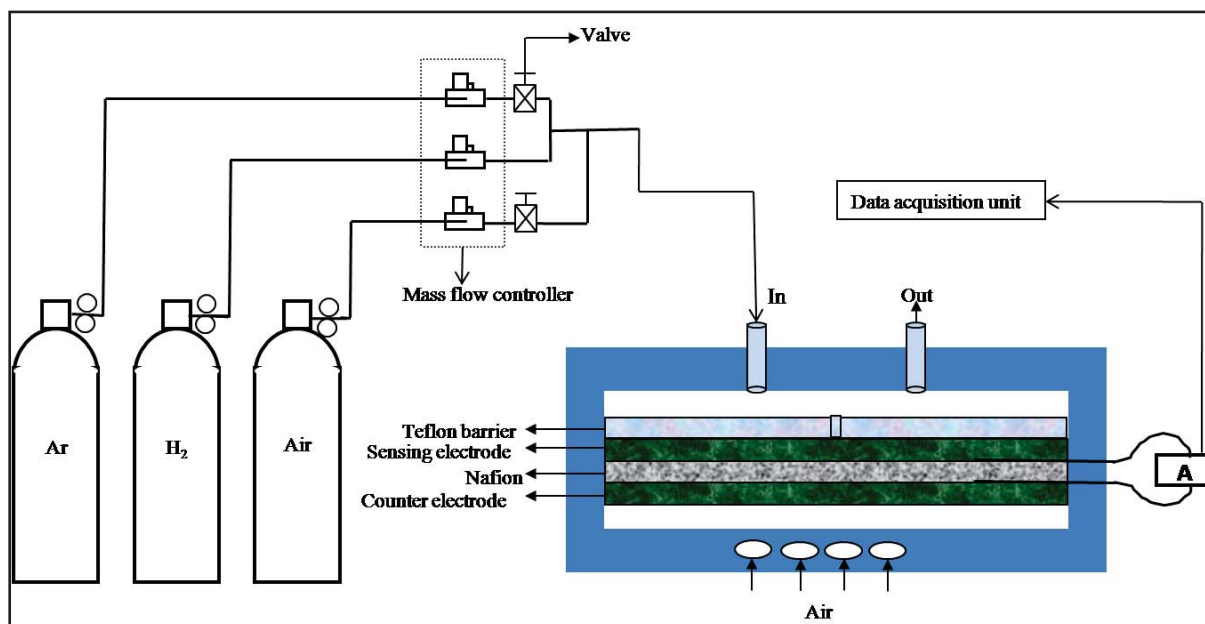 Valve
Data acquisition unit
Mass flow controller
In
Out
Ar
H₂
Air
Teflon barrier
Sensing electrode
Nafion
Counter electrode
A
Air